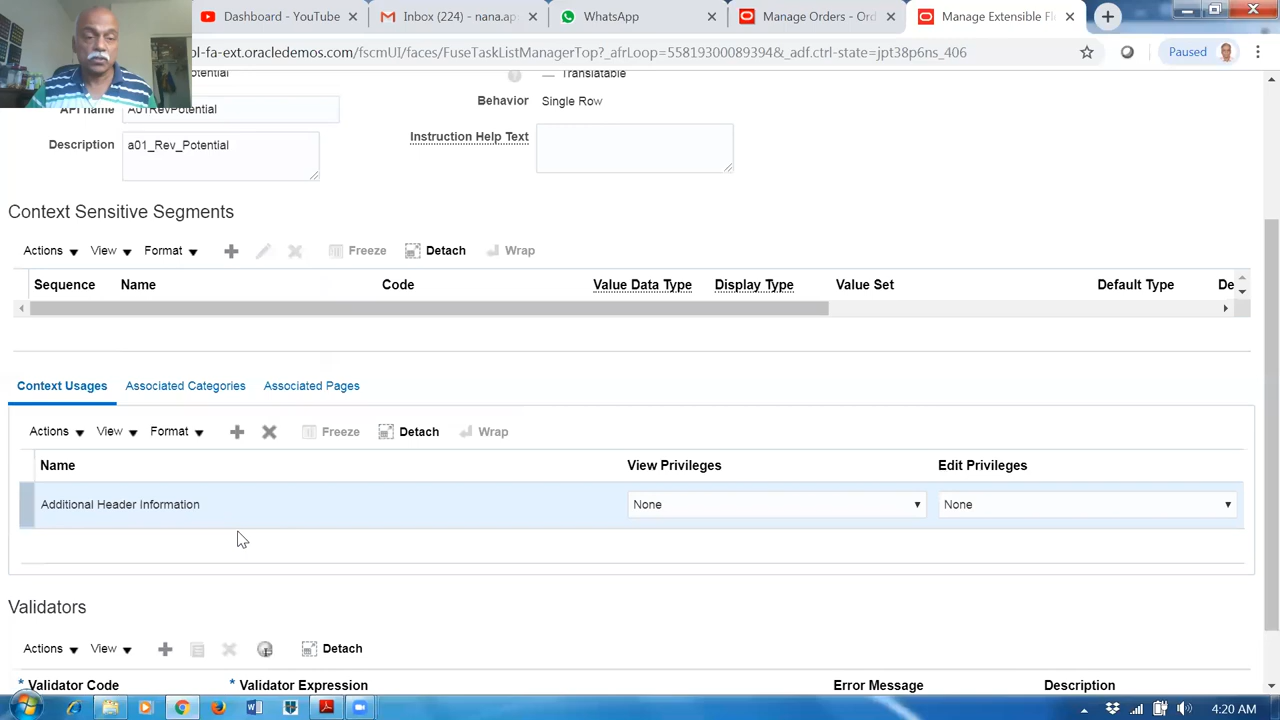 Dashboard - YouTube
Inbox (224) - nana.ap
WhatsApp
Manage Orders - Ord
Manage Extensible Fl
l-fa-ext.oracledemos.com/fscmUI/faces/FuseTaskListManagerTop?_afrLoop=55819300089394&_adf.ctrl-state=jpt38p6ns_406
Paused
Translatable
API name
A01RevPotential
Behavior
Single Row
Description
a01_Rev_Potential
Instruction Help Text
Context Sensitive Segments
Actions View Format Freeze Detach Wrap
Sequence Name Code Value Data Type Display Type Value Set Default Type De
Context Usages Associated Categories Associated Pages
Actions View Format Freeze Detach Wrap
Name View Privileges Edit Privileges
Additional Header Information None None
Validators
Actions View Detach
* Validator Code * Validator Expression Error Message Description
4:20 AM